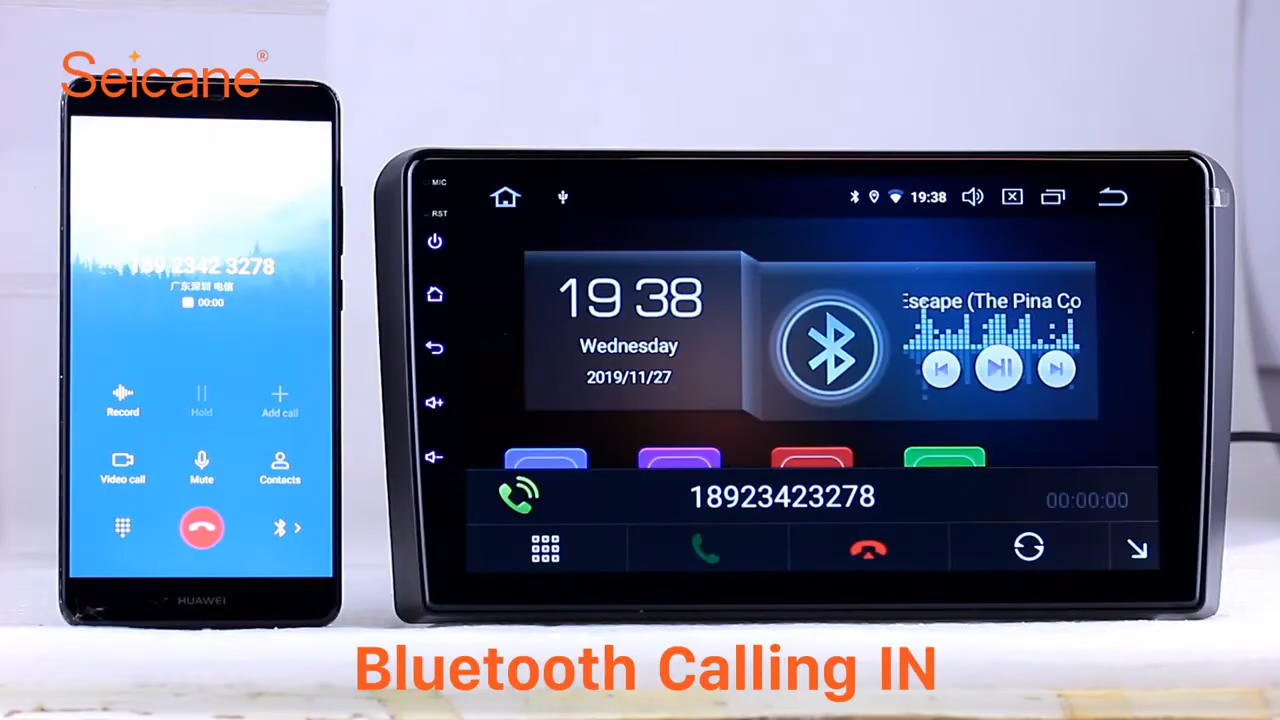 Seicane®
189 2342 3278
广东深圳 电信
00:00
Record
Hold
Add call
Video call
Mute
Contacts
HUAWEI
MIC
RST
19:38
19 38
Wednesday
2019/11/27
Escape (The Pina Co
18923423278
00:00:00
Bluetooth Calling IN